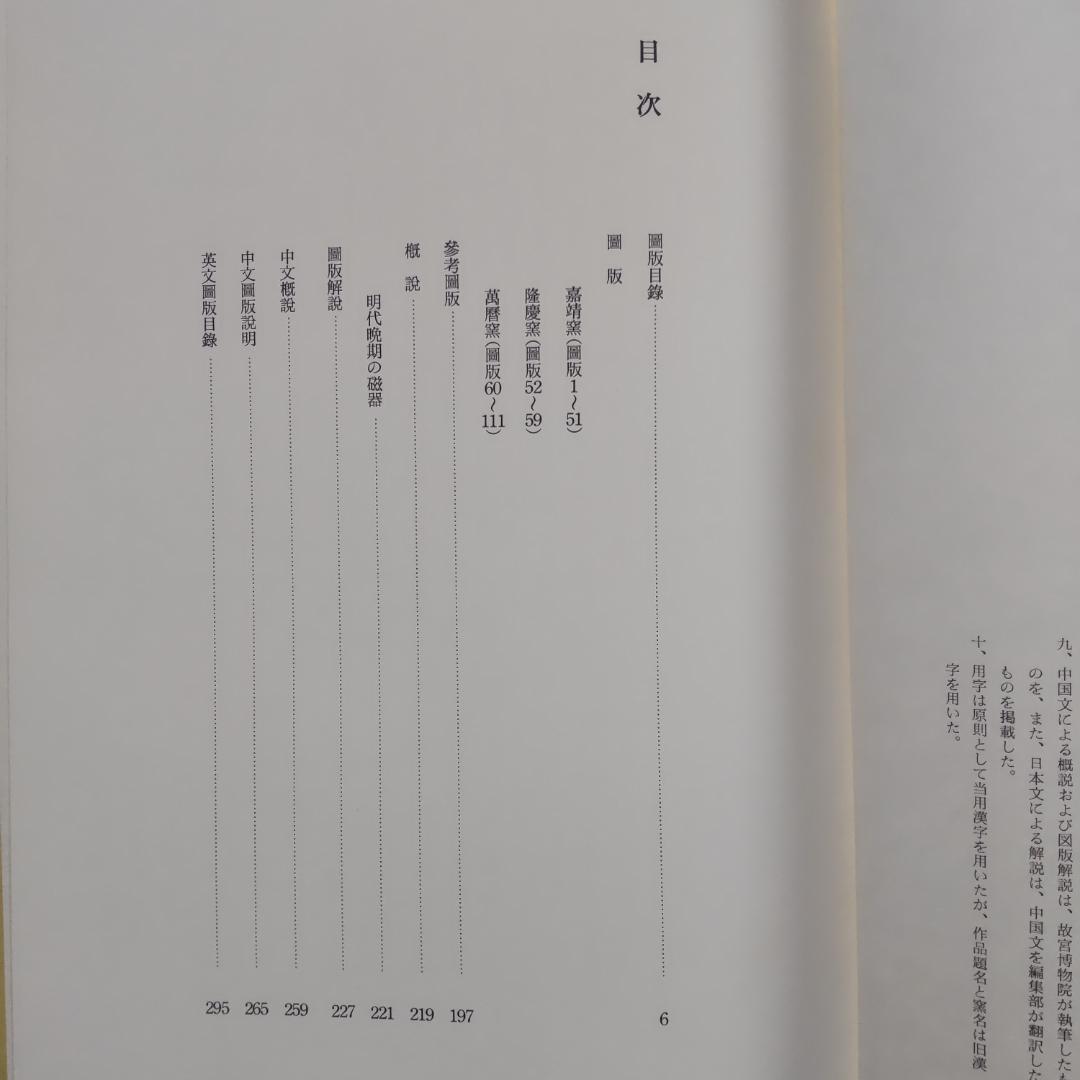 九、中国文による概説および図版解説は、故宮博物院が執筆したも
のを、また、日本文による解説は、中国文を編集部が翻訳した
ものを掲載した。
十、用字は原則として当用漢字を用いたが、作品題名と窯名は旧漢
字を用いた。
目次
圖版目錄 6
圖版
嘉靖窯(圖版1〜51)
隆慶窯(圖版52〜59)
萬曆窯(圖版60〜111)
參考圖版 197
概說 219
明代晩期の磁器 221
圖版解說 227
中文概說 259
中文圖版說明 265
英文圖版目錄 295